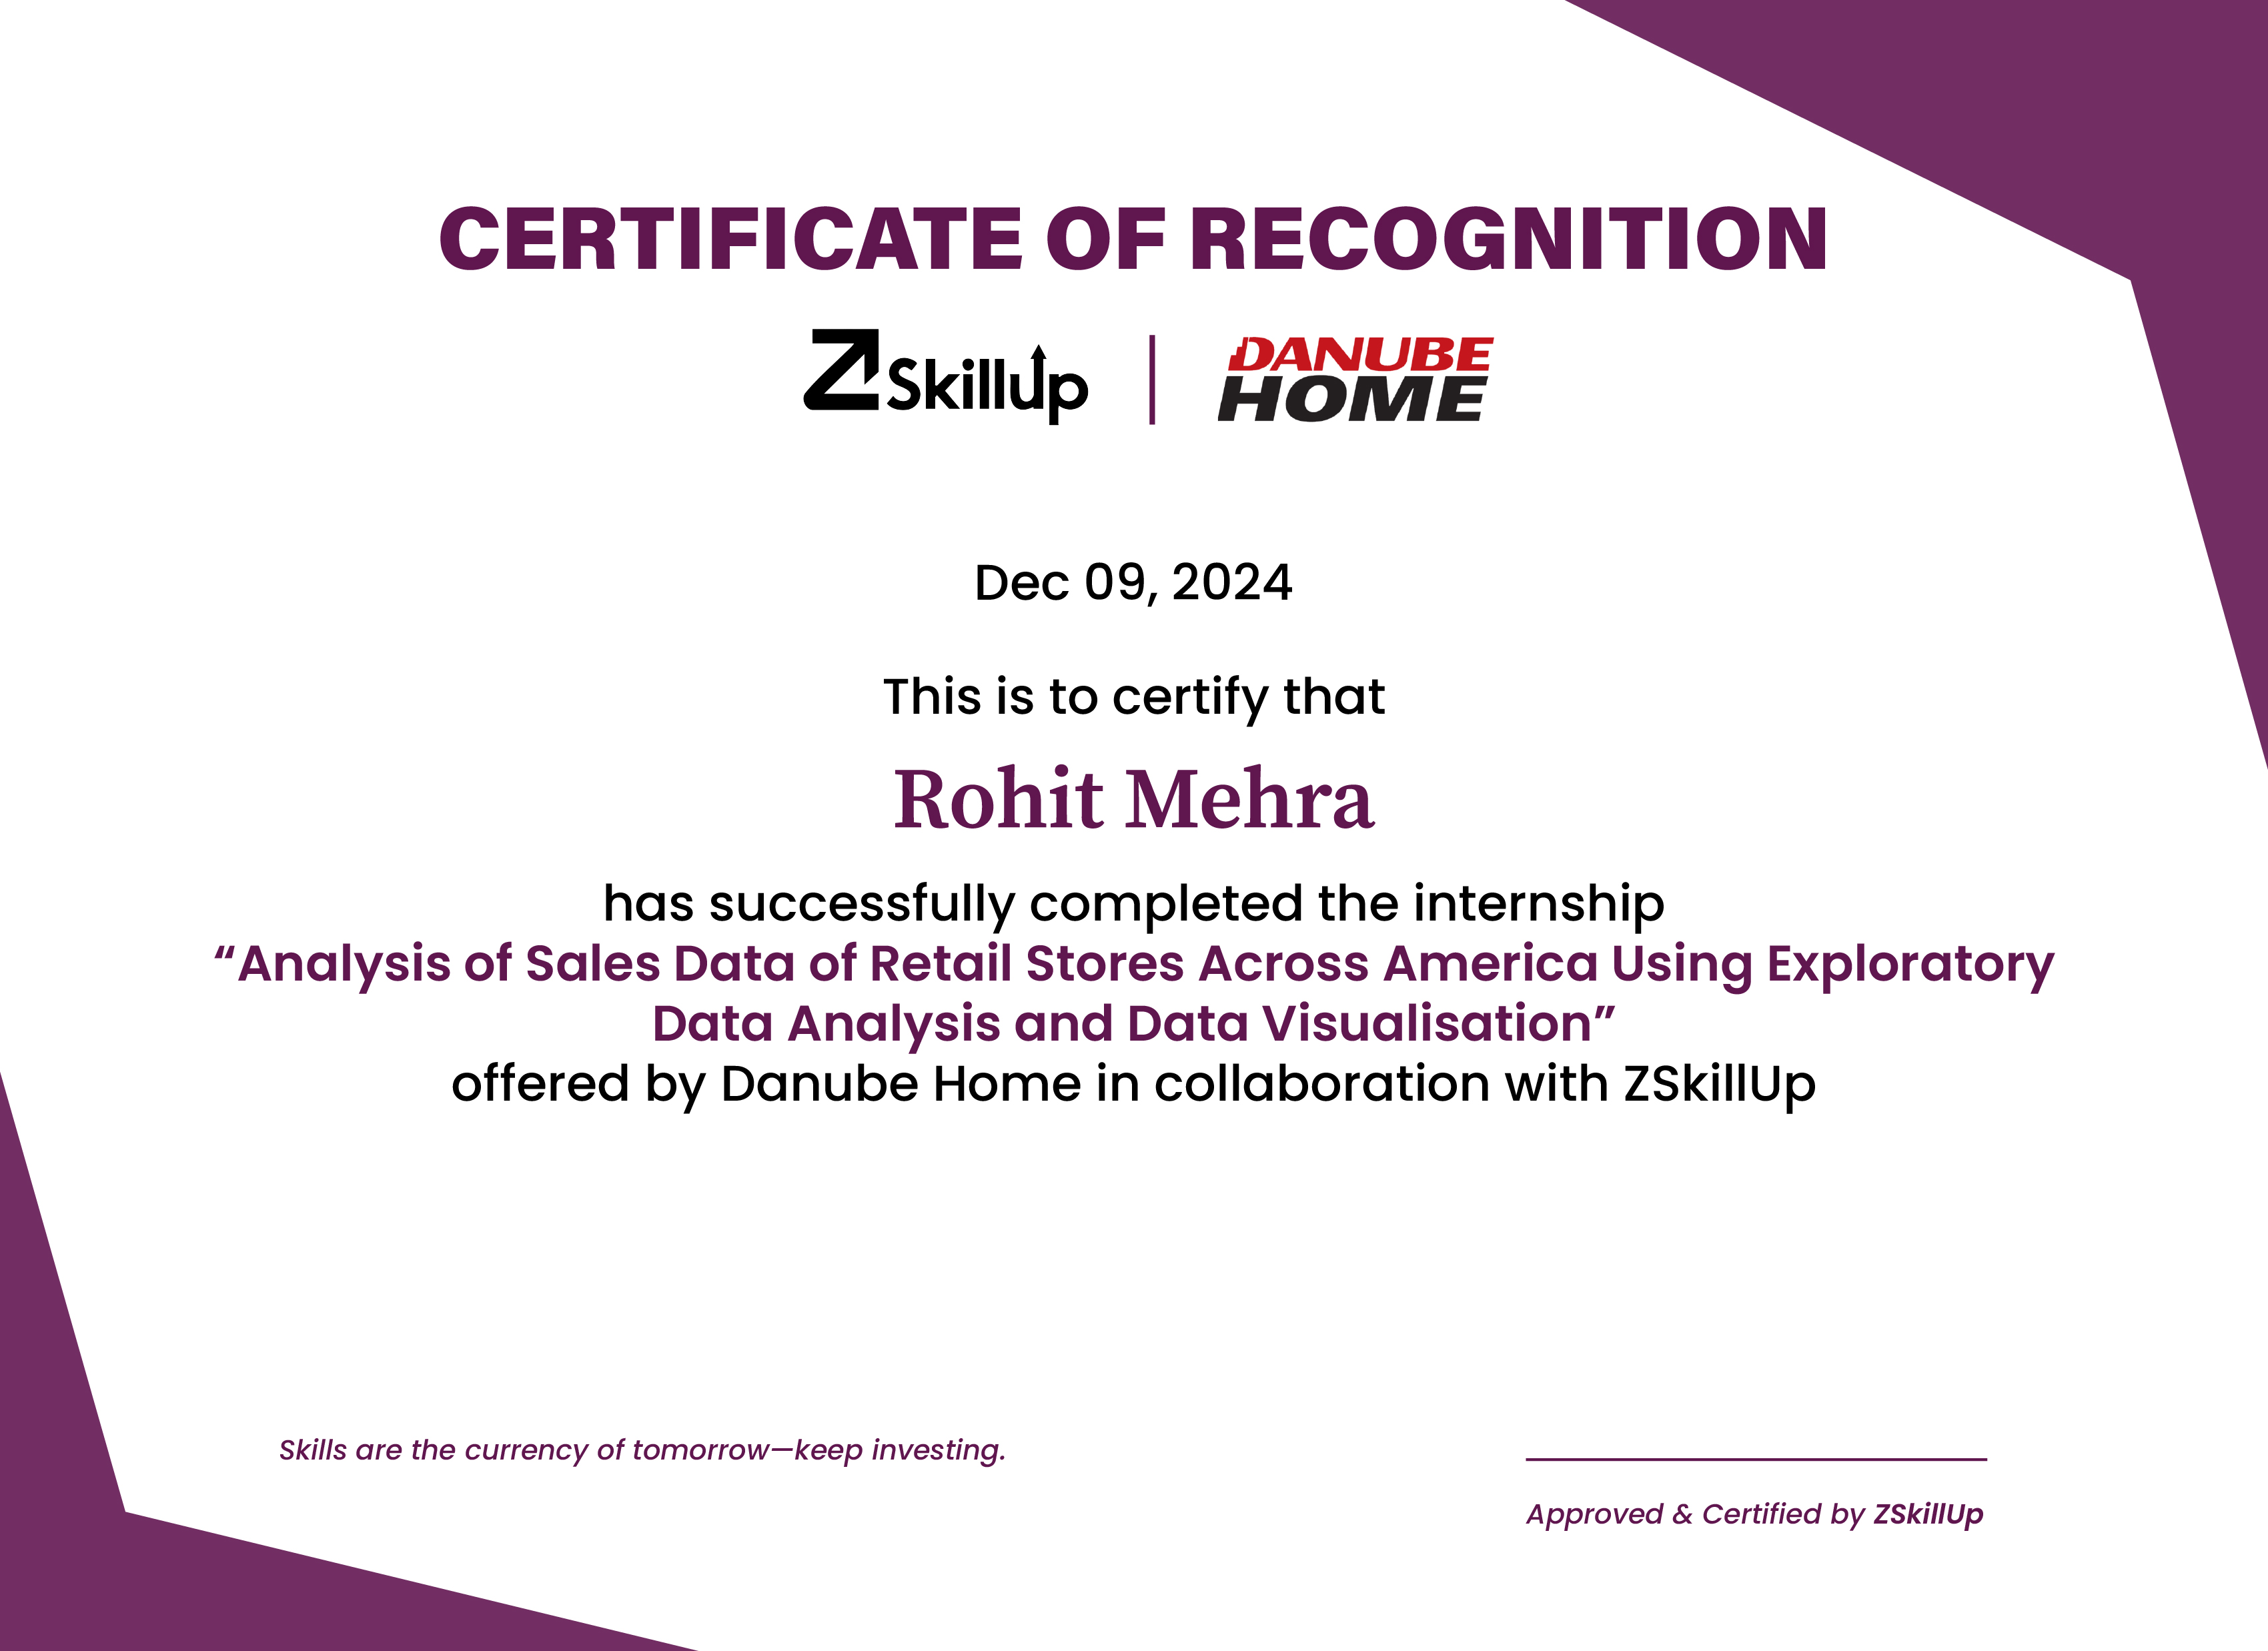 CERTIFICATE OF RECOGNITION
ZSkillUp
DANUBE
HOME
Dec 09, 2024
This is to certify that
Rohit Mehra
has successfully completed the internship
“Analysis of Sales Data of Retail Stores Across America Using Exploratory
Data Analysis and Data Visualisation”
offered by Danube Home in collaboration with ZSkillUp
Skills are the currency of tomorrow—keep investing.
Approved & Certified by ZSkillUp